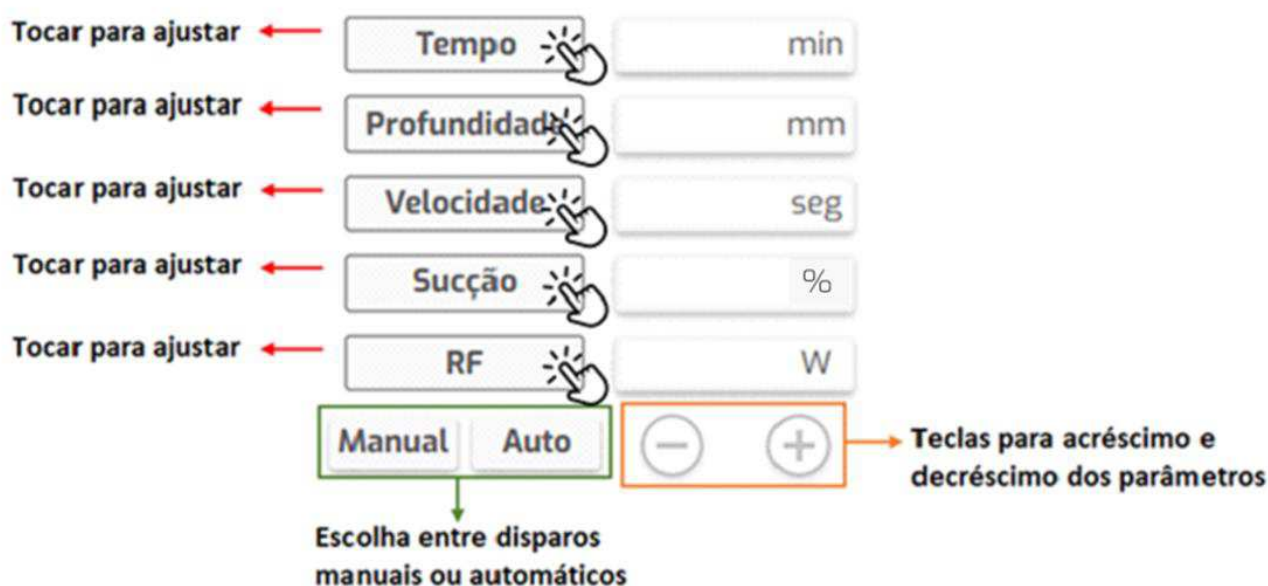 Tocar para ajustar Tempo min
Tocar para ajustar Profundidade mm
Tocar para ajustar Velocidade seg
Tocar para ajustar Sucção %
Tocar para ajustar RF W
Manual Auto − +
Teclas para acréscimo e
decréscimo dos parâmetros
Escolha entre disparos
manuais ou automáticos